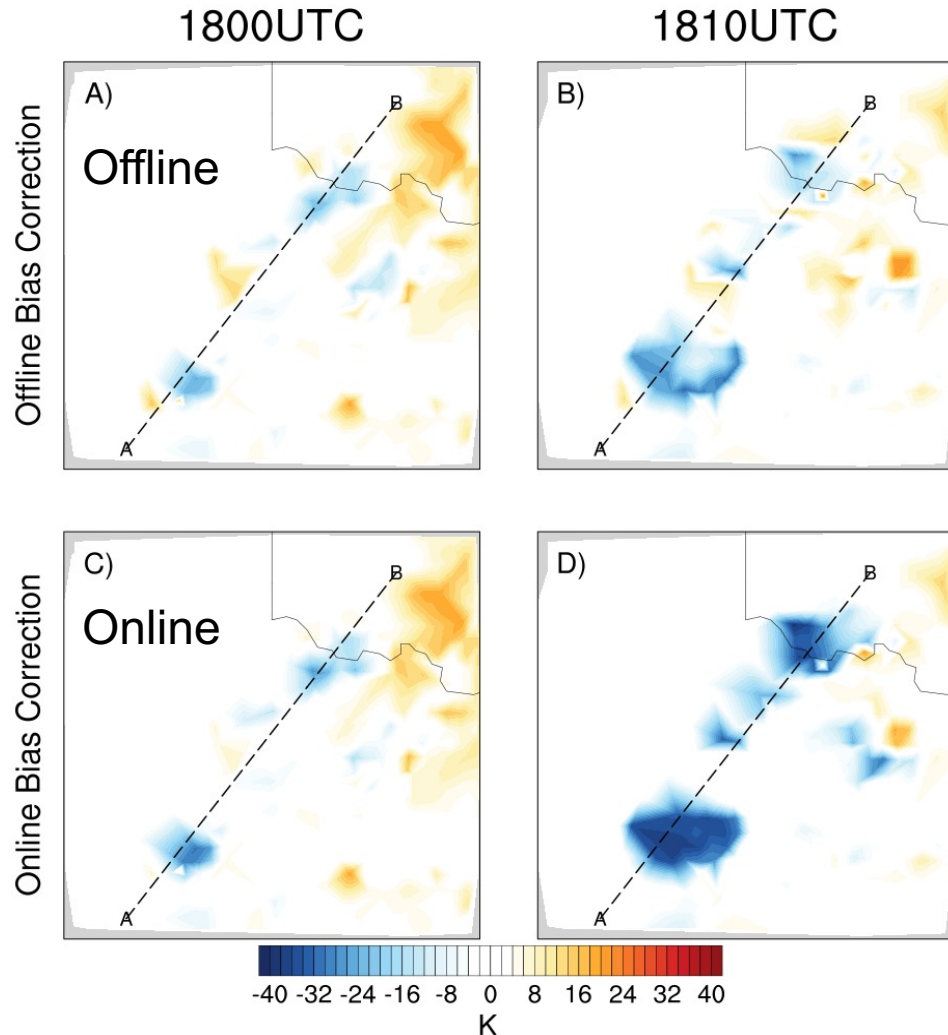 1800UTC
1810UTC
Offline Bias Correction
A)
B
Offline
A
B)
B
A
Online Bias Correction
C)
B
Online
A
D)
B
A
-40 -32 -24 -16 -8 0 8 16 24 32 40
K